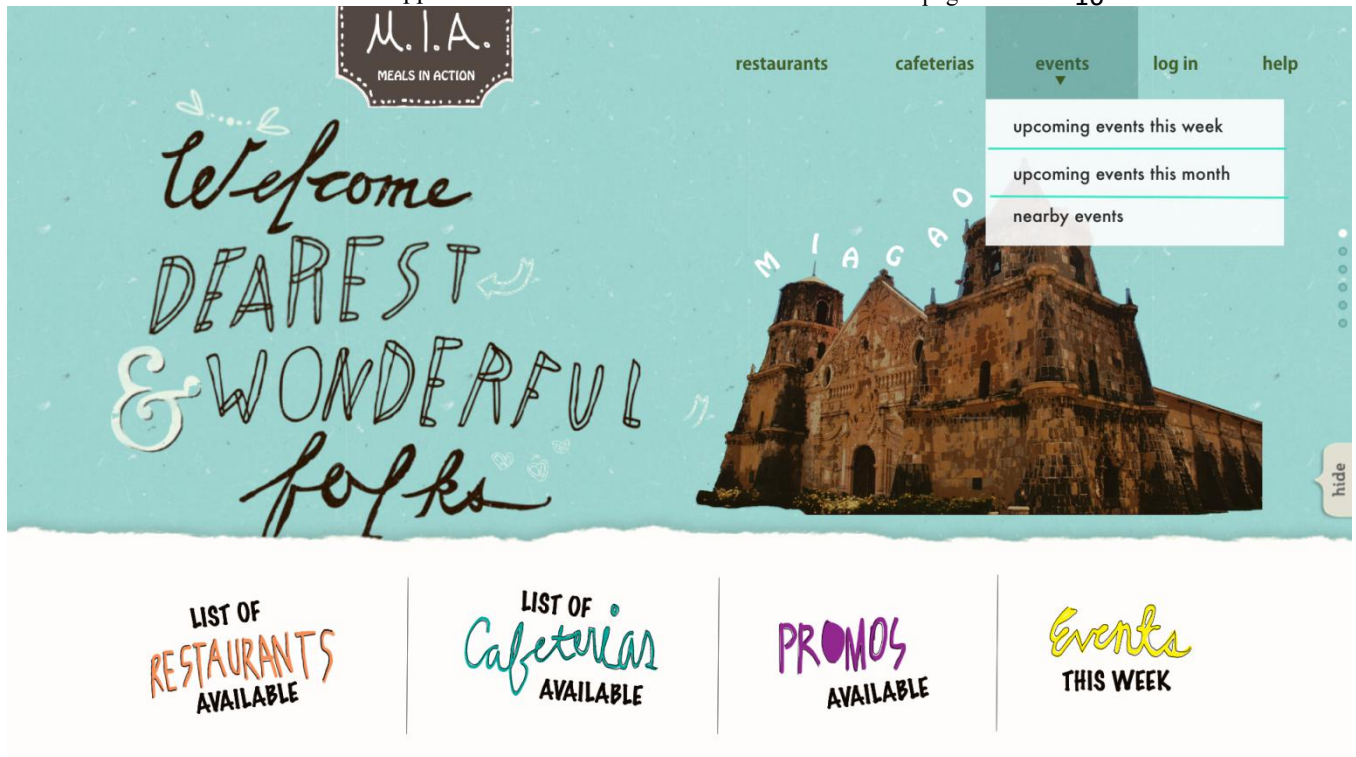 M.I.A.
MEALS IN ACTION
restaurants cafeterias events log in help
upcoming events this week
upcoming events this month
nearby events
Welcome
DEAREST
& WONDERFUL
folks
MIAGAO
hide
LIST OF
RESTAURANTS
AVAILABLE
LIST OF
Cafeterias
AVAILABLE
PROMOS
AVAILABLE
Events
THIS WEEK